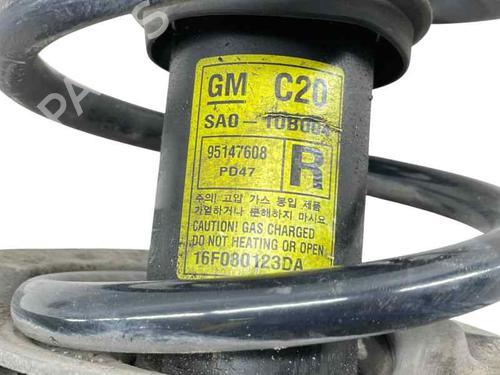 GM C20
SAO-10B00A
95147608
PD47
R
주의! 고압 가스 봉입 제품
가열하거나 분해하지 마시오
CAUTION! GAS CHARGED
DO NOT HEATING OR OPEN
16F080123DA